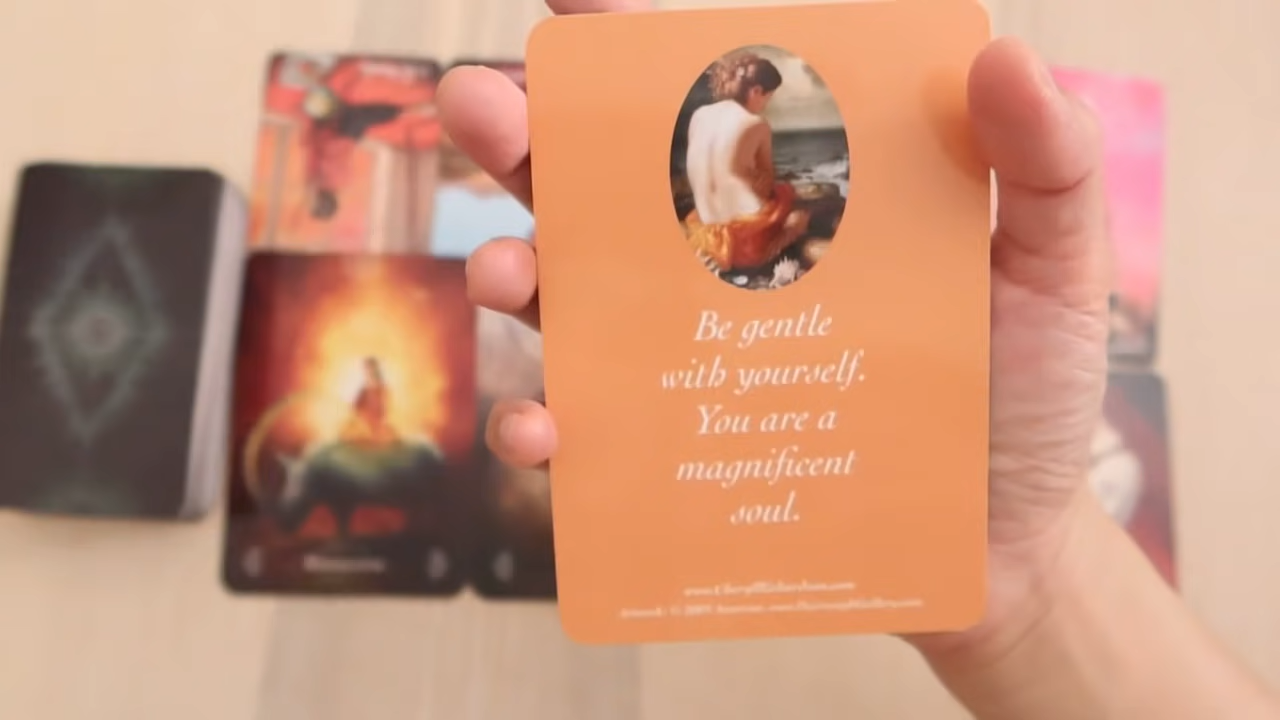 Be gentle
with yourself.
You are a
magnificent
soul.
www.CherylRichardson.com